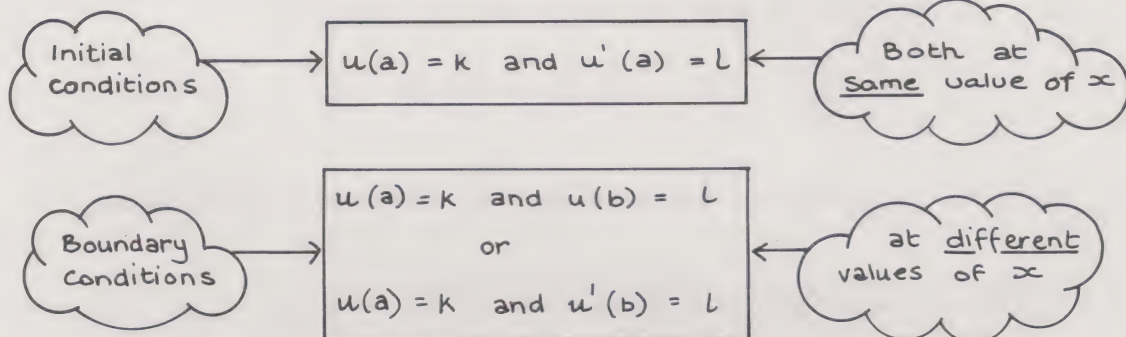 Initial
conditions
u(a) = k and u'(a) = l
Both at
same value of x
Boundary
conditions
u(a) = k and u(b) = l
or
u(a) = k and u'(b) = l
at different
values of x